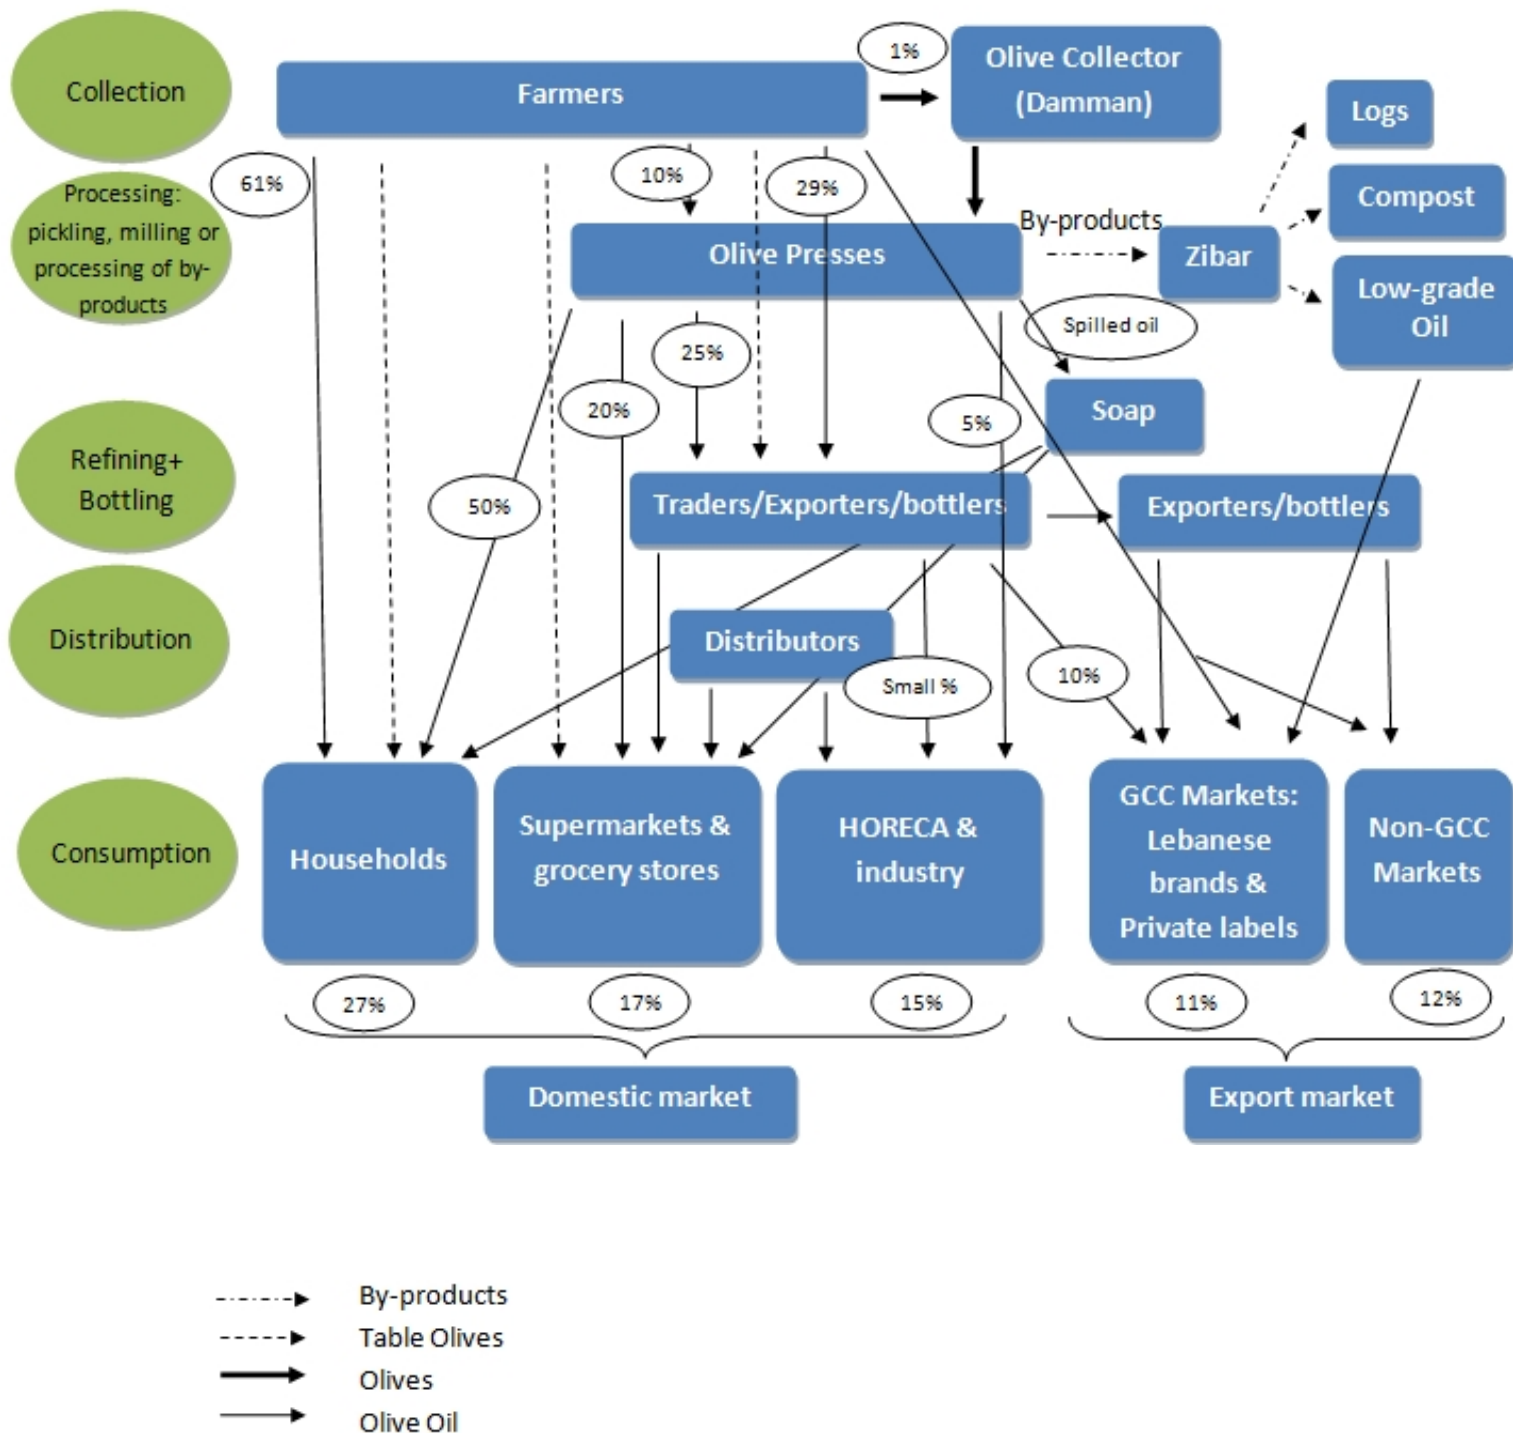 Collection
Farmers
1%
Olive Collector
(Damman)
Logs
61%
10%
29%
Processing:
pickling, milling or
processing of by-
products
Olive Presses
By-products
Zibar
Compost
Low-grade
Oil
Spilled oil
25%
20%
5%
Soap
Refining+
Bottling
50%
Traders/Exporters/bottlers
Exporters/bottlers
Distribution
Distributors
Small %
10%
Consumption
Households
Supermarkets &
grocery stores
HORECA &
industry
GCC Markets:
Lebanese
brands &
Private labels
Non-GCC
Markets
27%
17%
15%
11%
12%
Domestic market
Export market
By-products
Table Olives
Olives
Olive Oil